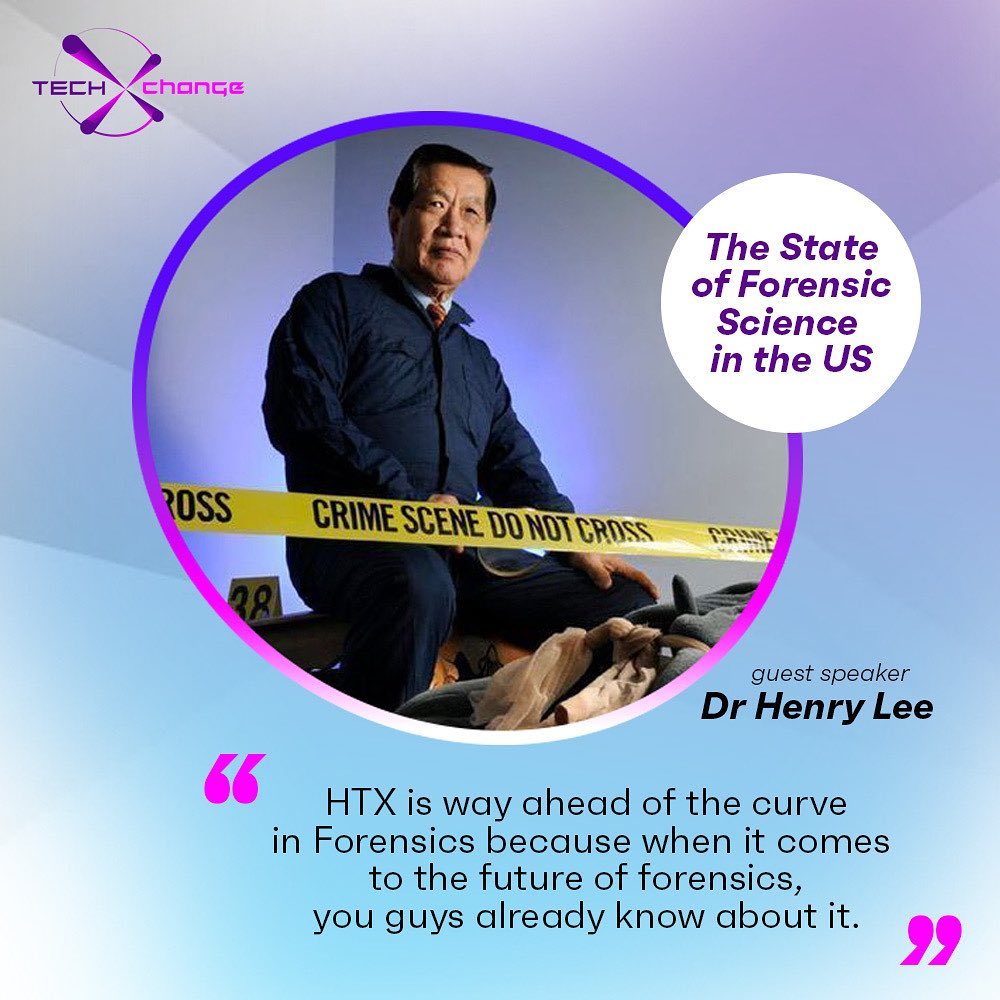 TECH Xchange
The State
of Forensic
Science
in the US
ROSS CRIME SCENE DO NOT CROSS CRIME
38
guest speaker
Dr Henry Lee
“ HTX is way ahead of the curve
in Forensics because when it comes
to the future of forensics,
you guys already know about it. ”